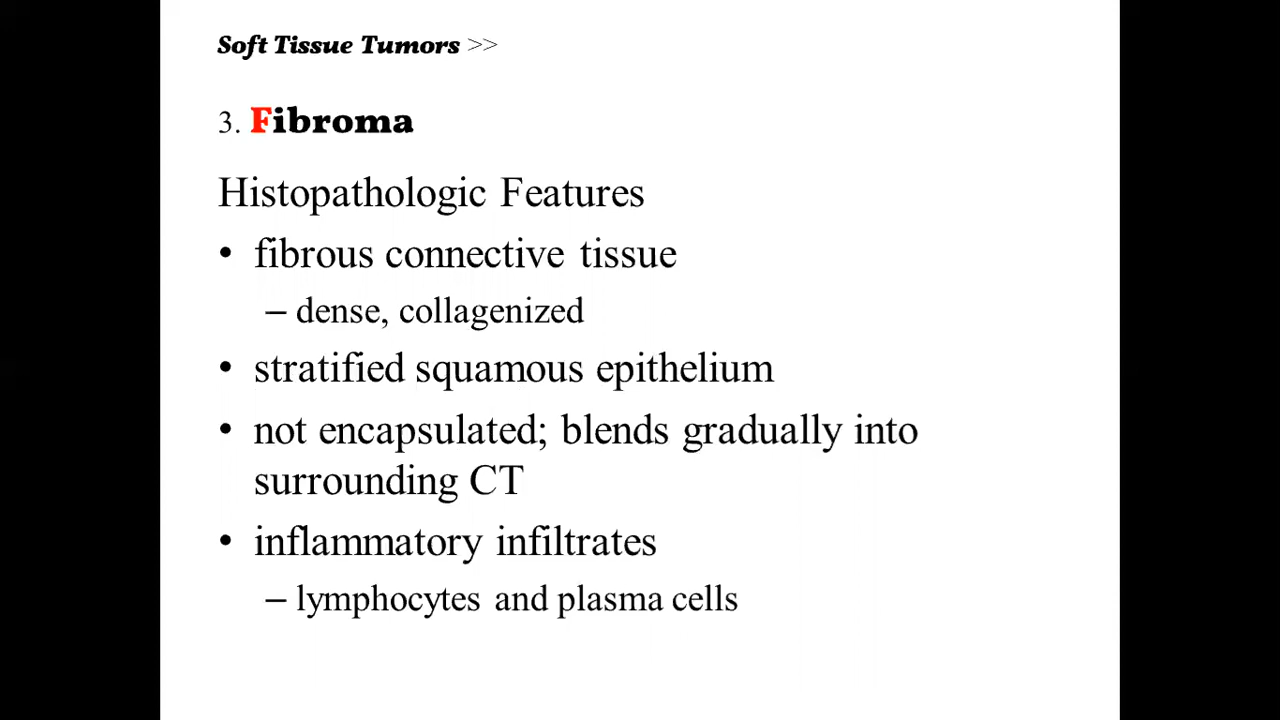 Soft Tissue Tumors >>
3. Fibroma
Histopathologic Features
• fibrous connective tissue
– dense, collagenized
• stratified squamous epithelium
• not encapsulated; blends gradually into
surrounding CT
• inflammatory infiltrates
– lymphocytes and plasma cells